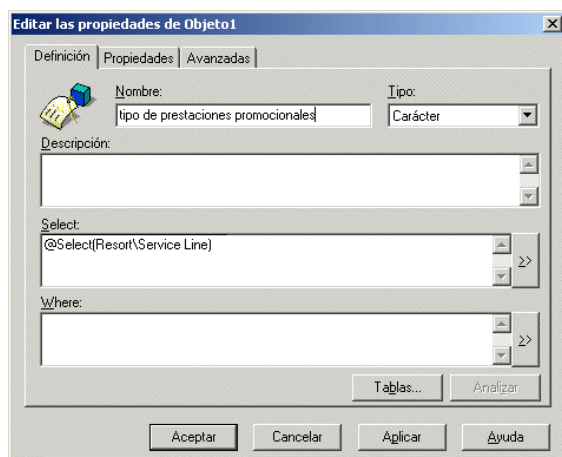 Editar las propiedades de Objeto1
Definición Propiedades Avanzadas
Nombre: Tipo:
tipo de prestaciones promocionales Carácter
Descripción:
Select:
@Select(Resort\Service Line)
>>
Where:
>>
Tablas... Analizar
Aceptar Cancelar Aplicar Ayuda